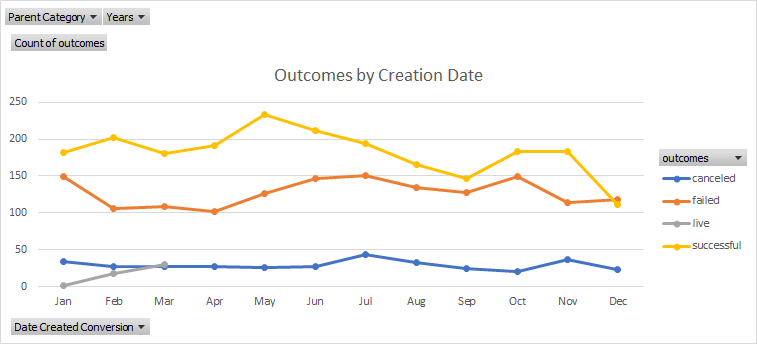 Parent Category Years
Count of outcomes
Outcomes by Creation Date
250
200
150
100
50
0
Jan Feb Mar Apr May Jun Jul Aug Sep Oct Nov Dec
outcomes
canceled
failed
live
successful
Date Created Conversion